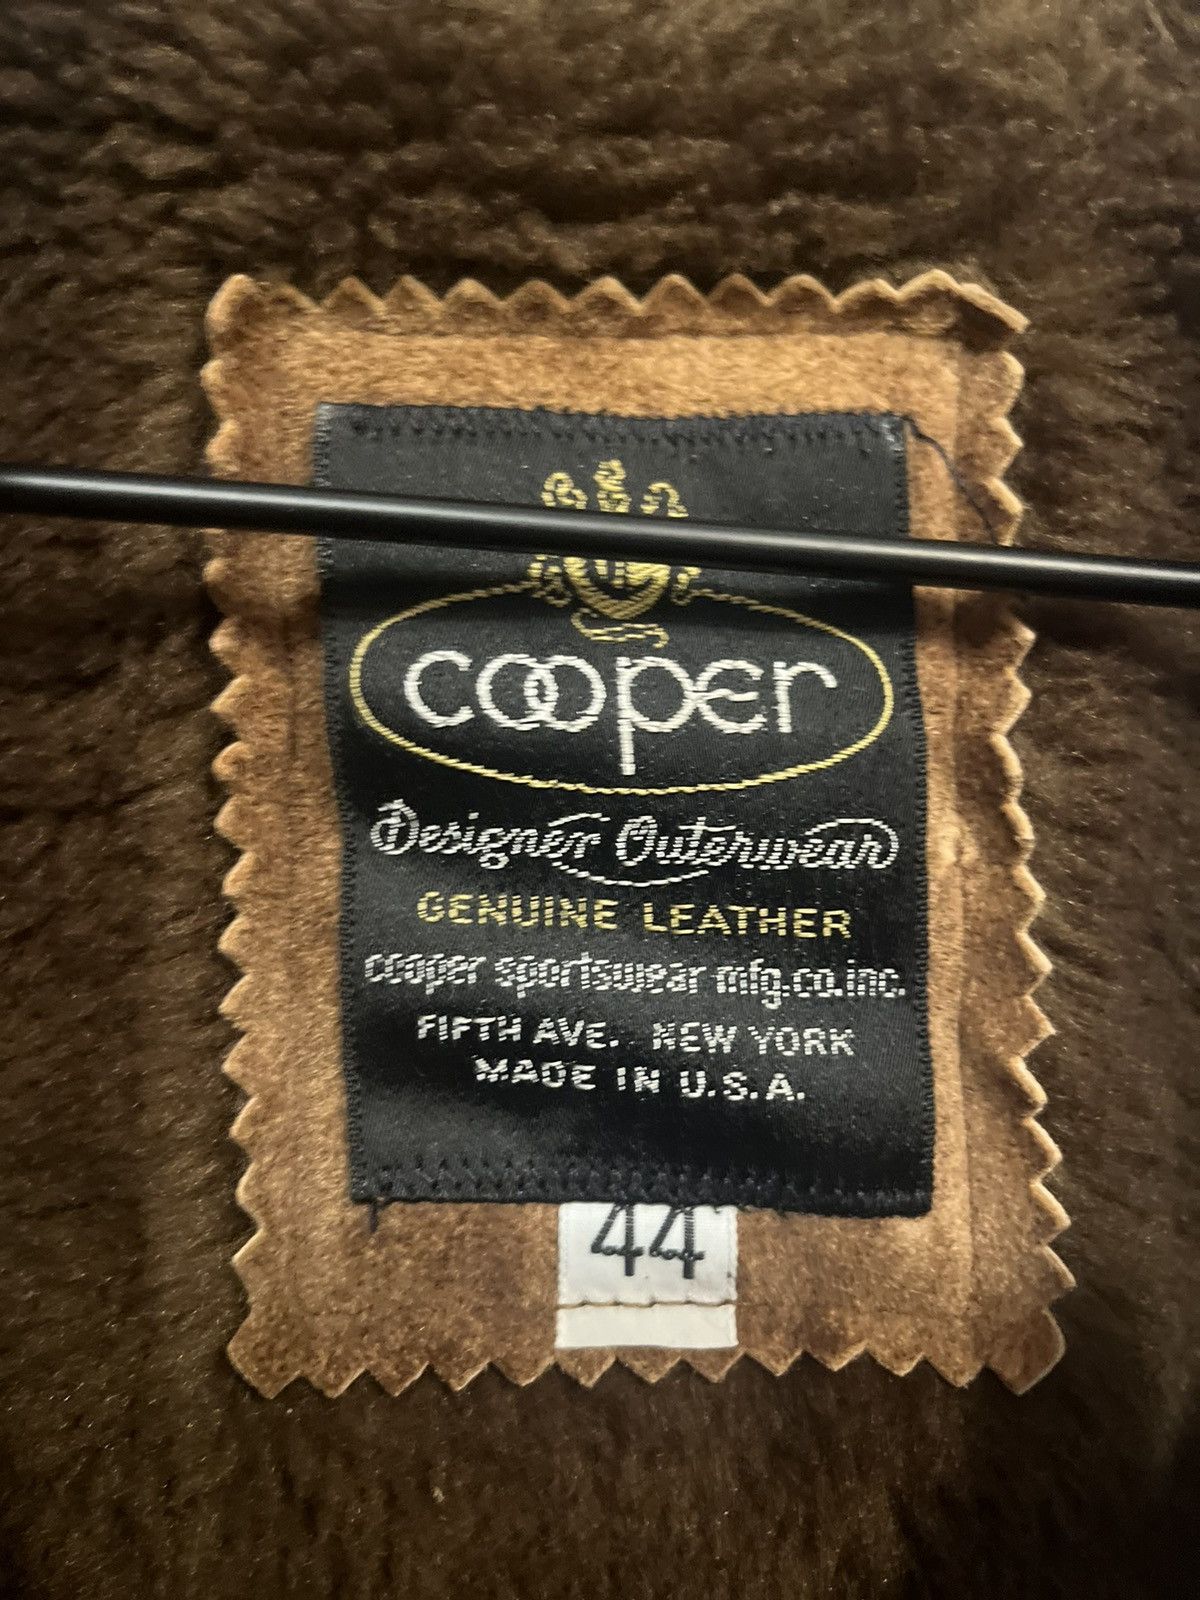 cooper
Designer Outerwear
GENUINE LEATHER
cooper sportswear mfg.co.inc.
FIFTH AVE. NEW YORK
MADE IN U.S.A.
44